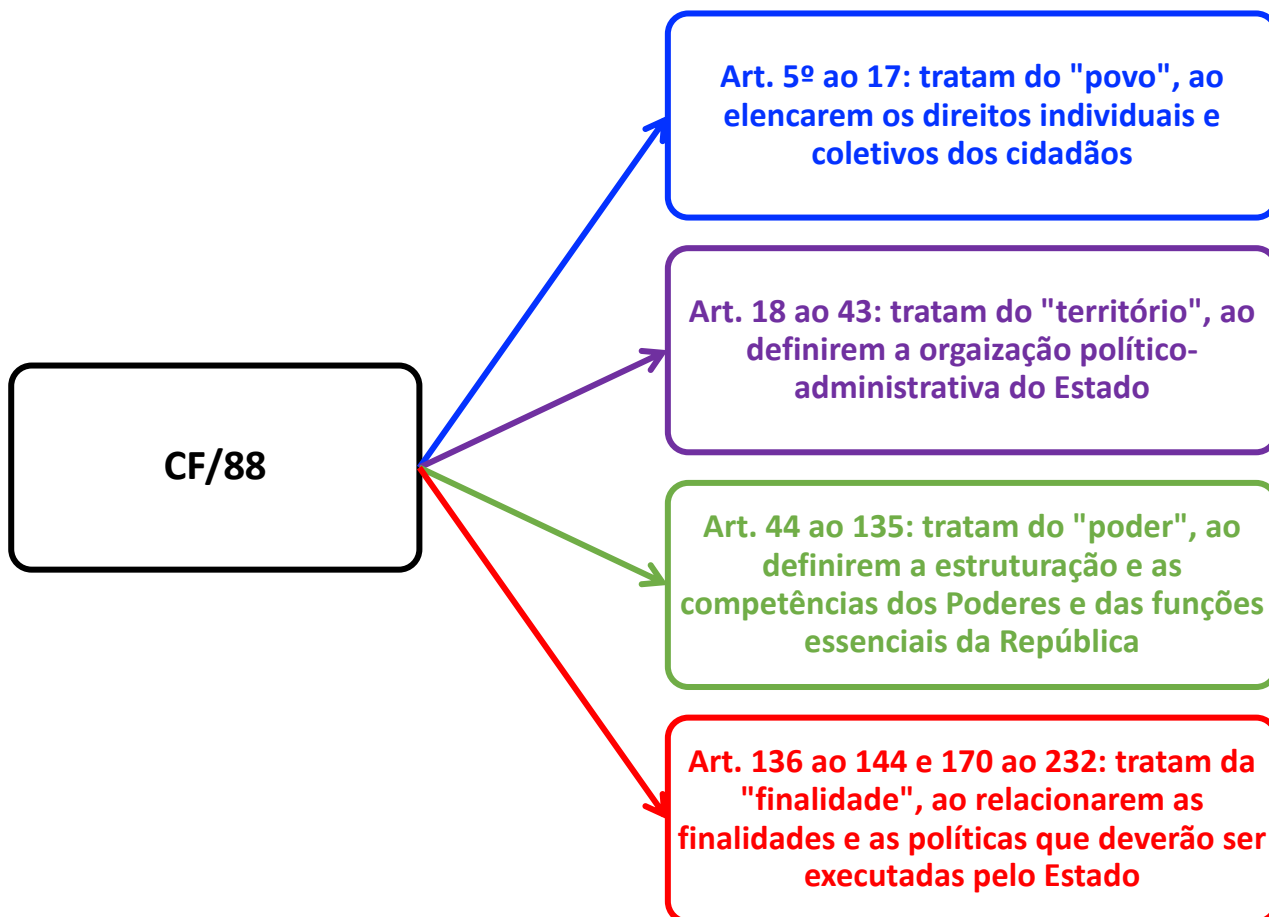 Art. 5º ao 17: tratam do "povo", ao
elencarem os direitos individuais e
coletivos dos cidadãos
Art. 18 ao 43: tratam do "território", ao
definirem a orgaização político-
administrativa do Estado
CF/88
Art. 44 ao 135: tratam do "poder", ao
definirem a estruturação e as
competências dos Poderes e das funções
essenciais da República
Art. 136 ao 144 e 170 ao 232: tratam da
"finalidade", ao relacionarem as
finalidades e as políticas que deverão ser
executadas pelo Estado